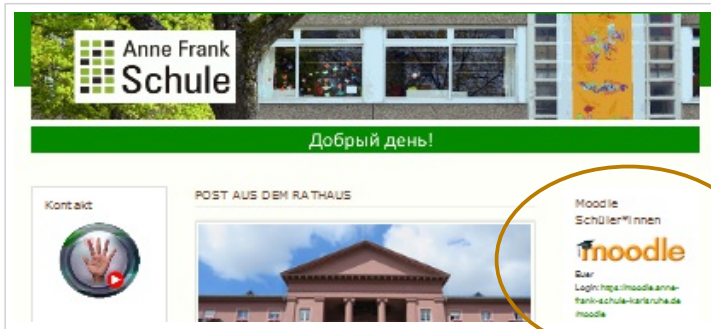 Anne Frank
Schule
Добрый день!
Kontakt
POST AUS DEM RATHAUS
Moodle
Schüler*innen
moodle
Euer
Login: https://moodle.anne-
frank-schule-karlsruhe.de
/moodle